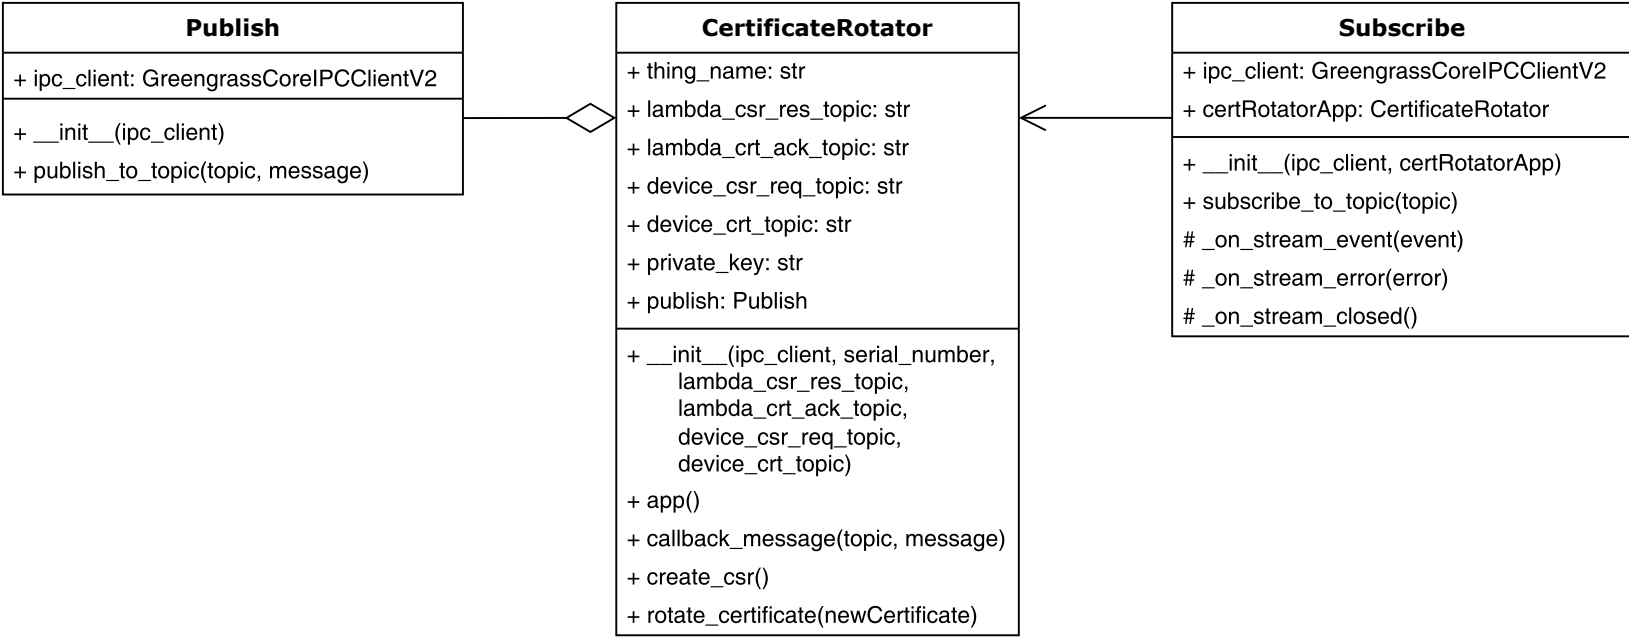 Publish
+ ipc_client: GreengrassCoreIPCClientV2
+ __init__(ipc_client)
+ publish_to_topic(topic, message)
CertificateRotator
+ thing_name: str
+ lambda_csr_res_topic: str
+ lambda_crt_ack_topic: str
+ device_csr_req_topic: str
+ device_crt_topic: str
+ private_key: str
+ publish: Publish
+ __init__(ipc_client, serial_number,
lambda_csr_res_topic,
lambda_crt_ack_topic,
device_csr_req_topic,
device_crt_topic)
+ app()
+ callback_message(topic, message)
+ create_csr()
+ rotate_certificate(newCertificate)
Subscribe
+ ipc_client: GreengrassCoreIPCClientV2
+ certRotatorApp: CertificateRotator
+ __init__(ipc_client, certRotatorApp)
+ subscribe_to_topic(topic)
# _on_stream_event(event)
# _on_stream_error(error)
# _on_stream_closed()